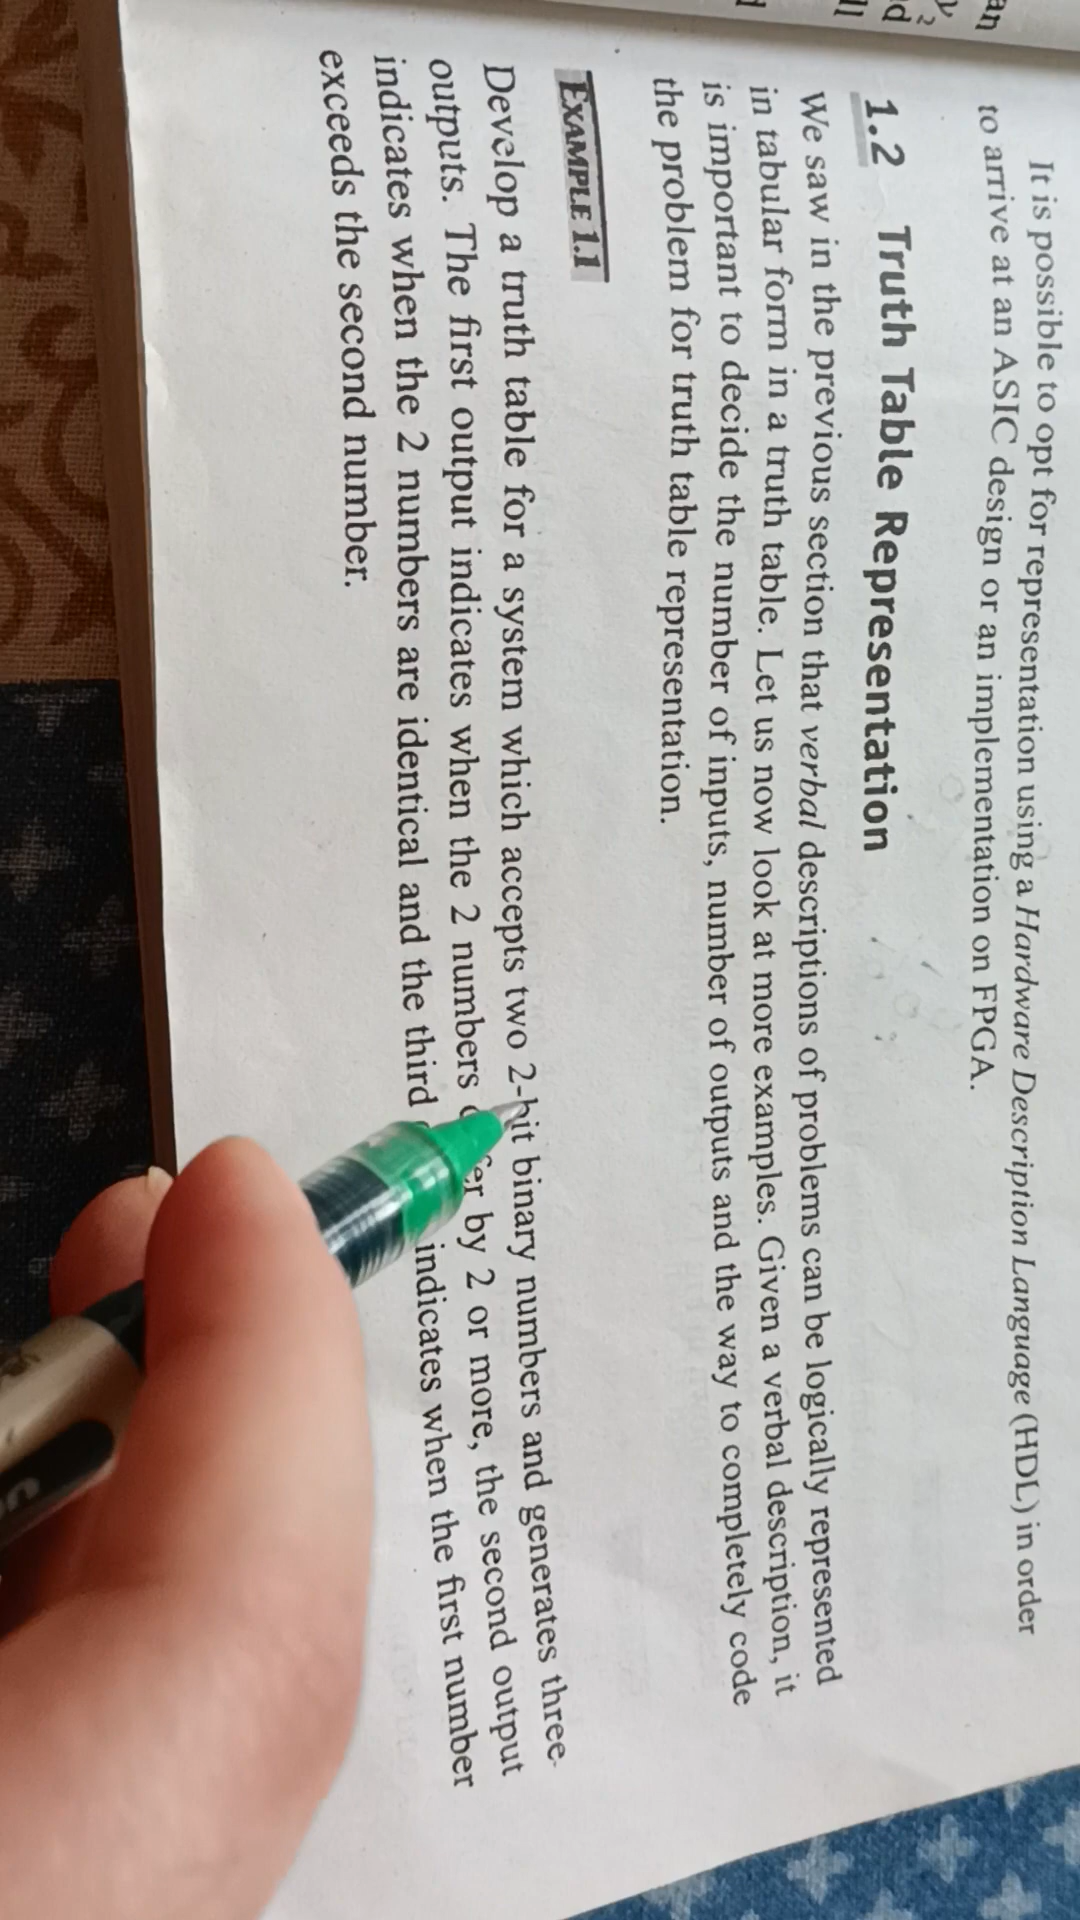 It is possible to opt for representation using a Hardware Description Language (HDL) in order
to arrive at an ASIC design or an implementation on FPGA.
1.2 Truth Table Representation
We saw in the previous section that verbal descriptions of problems can be logically represented
in tabular form in a truth table. Let us now look at more examples. Given a verbal description, it
is important to decide the number of inputs, number of outputs and the way to completely code
the problem for truth table representation.
EXAMPLE 1.1
Develop a truth table for a system which accepts two 2-bit binary numbers and generates three
outputs. The first output indicates when the 2 numbers by 2 or more, the second output
indicates when the 2 numbers are identical and the third indicates when the first number
exceeds the second number.